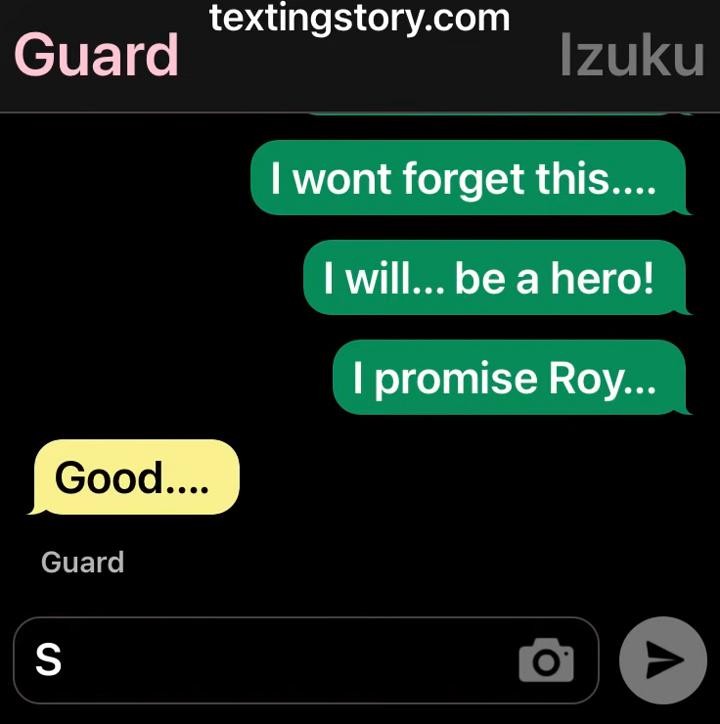 textingstory.com
Guard Izuku
I wont forget this....
I will... be a hero!
I promise Roy...
Good....
Guard
S